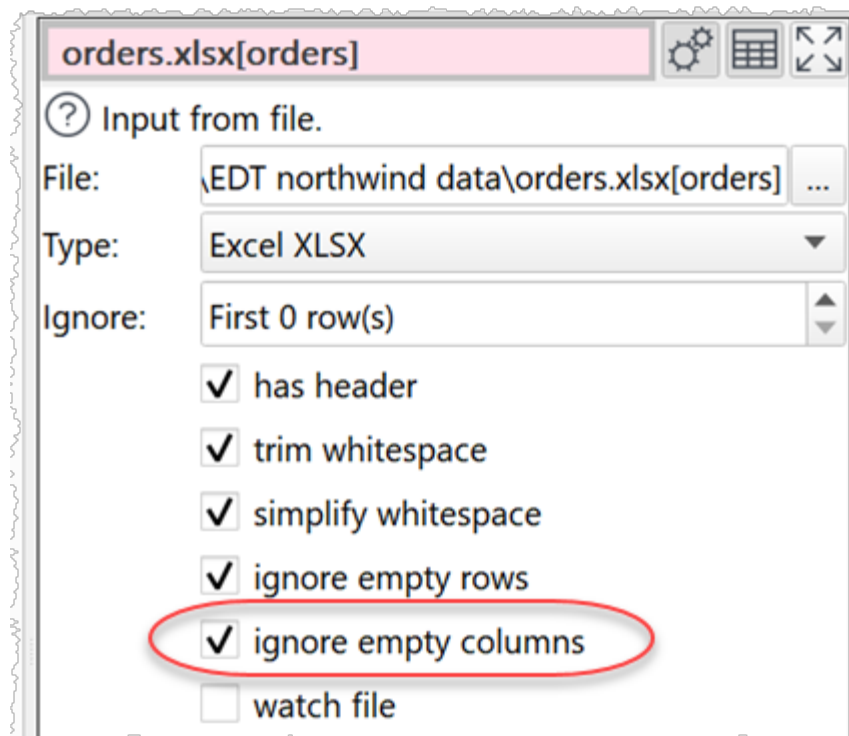 orders.xlsx[orders]
? Input from file.
File: \EDT northwind data\orders.xlsx[orders] ...
Type: Excel XLSX
Ignore: First 0 row(s)
has header
trim whitespace
simplify whitespace
ignore empty rows
ignore empty columns
watch file